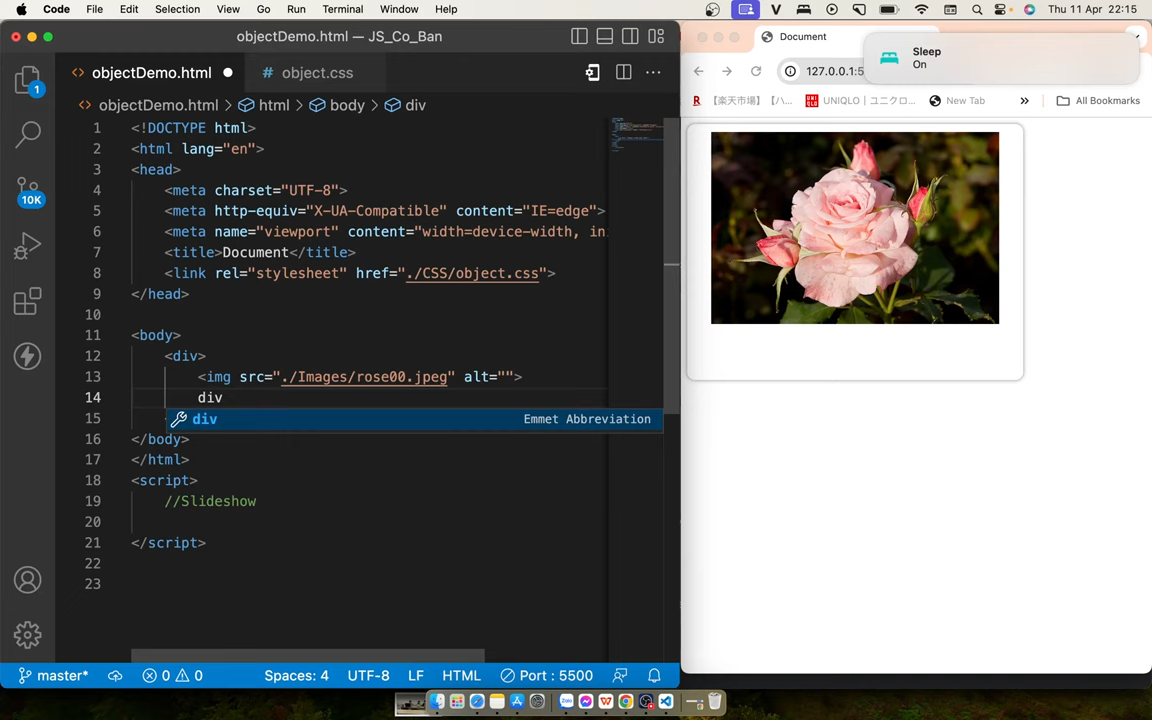 Code File Edit Selection View Go Run Terminal Window Help Thu 11 Apr 22:15
objectDemo.html — JS_Co_Ban
objectDemo.html
# object.css
objectDemo.html > html > body > div
1 <!DOCTYPE html>
2 <html lang="en">
3 <head>
4 <meta charset="UTF-8">
5 <meta http-equiv="X-UA-Compatible" content="IE=edge">
6 <meta name="viewport" content="width=device-width, in
7 <title>Document</title>
8 <link rel="stylesheet" href="./CSS/object.css">
9 </head>
10
11 <body>
12 <div>
13 <img src="./Images/rose00.jpeg" alt="">
14 div
div Emmet Abbreviation
15
16 </body>
17 </html>
18 <script>
19 //Slideshow
20
21 </script>
22
23
1
10K
master* 0 0 Spaces: 4 UTF-8 LF HTML Port : 5500
Document
Sleep
On
127.0.0.1:5
【楽天市場】【ハ... UNIQLO | ユニクロ... New Tab » All Bookmarks